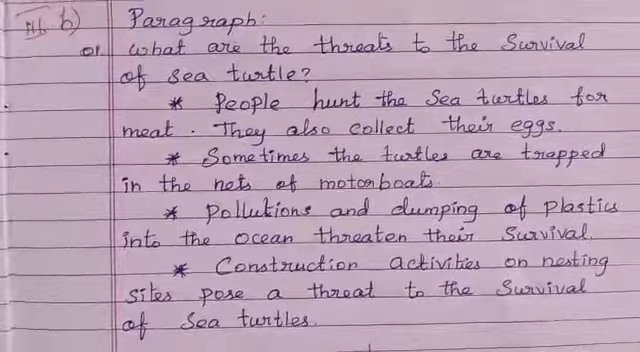 III. b) Paragraph:
01. What are the threats to the Survival
of sea turtle?
* People hunt the Sea turtles for
meat. They also collect their eggs.
* Sometimes the turtles are trapped
in the nets of motorboats.
* Pollutions and dumping of plastics
into the ocean threaten their Survival.
* Construction activities on nesting
sites pose a threat to the Survival
of Sea turtles.